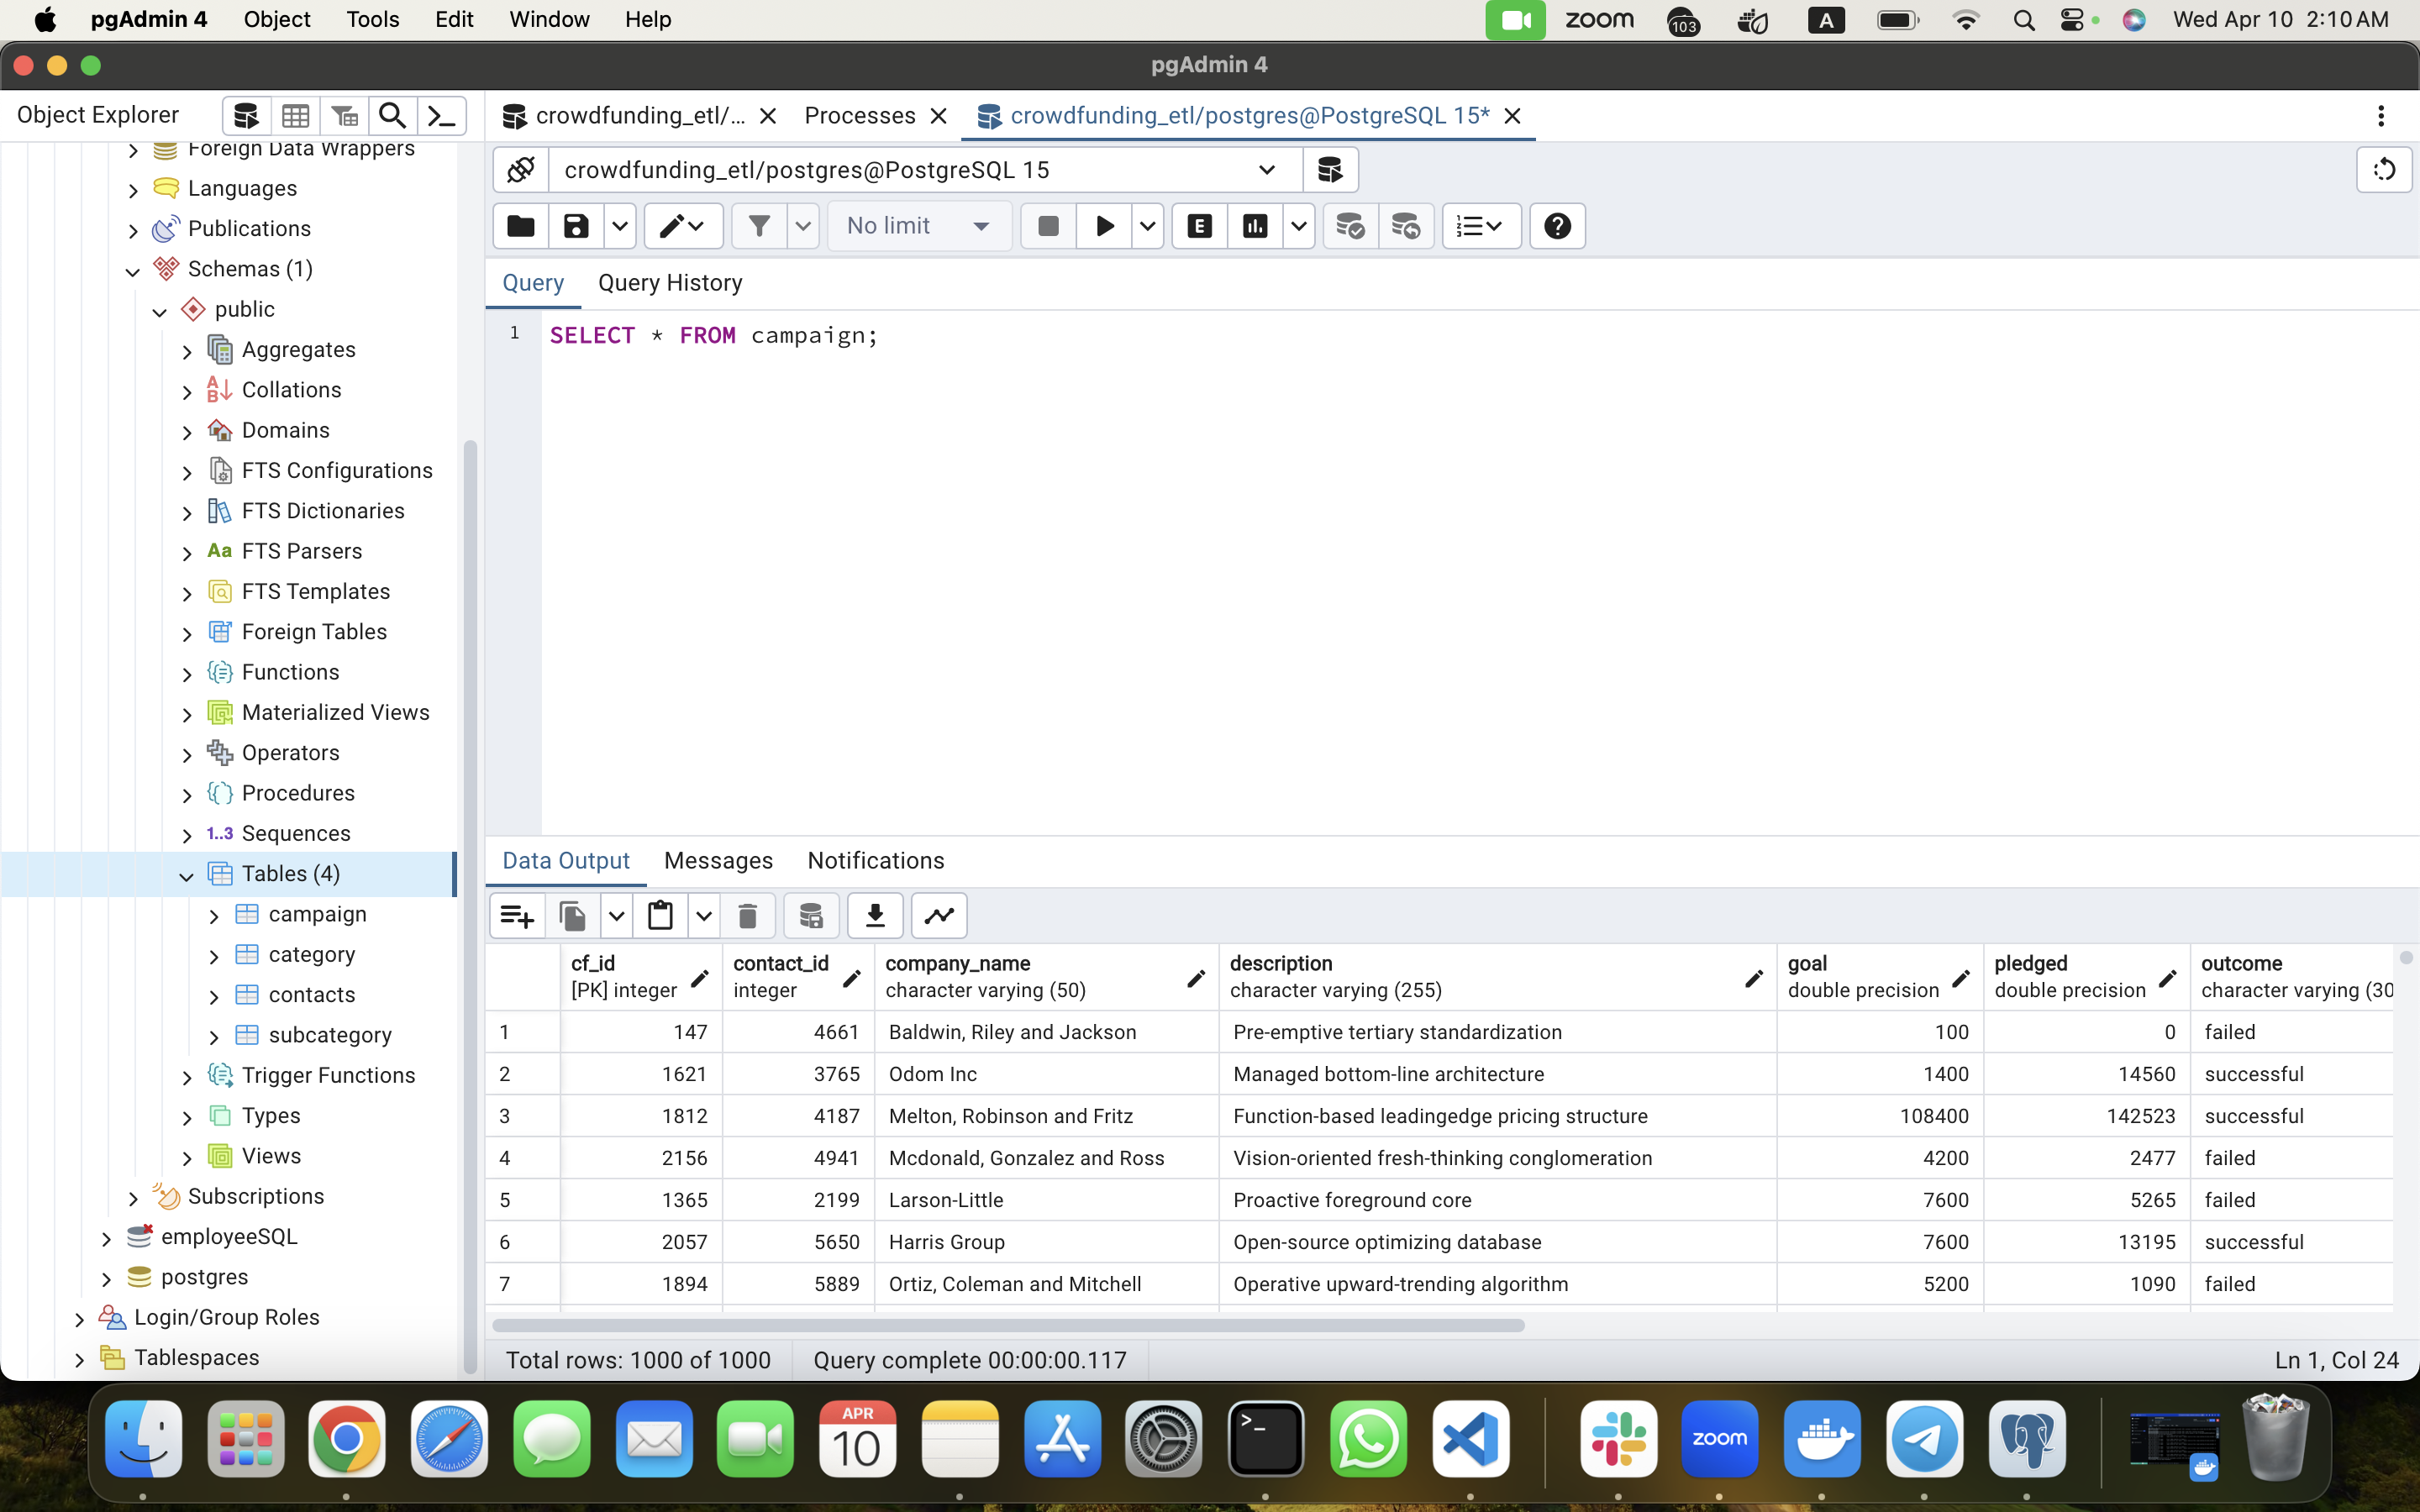 pgAdmin 4 Object Tools Edit Window Help zoom 103 A Wed Apr 10 2:10 AM
pgAdmin 4
Object Explorer crowdfunding_etl/... Processes crowdfunding_etl/postgres@PostgreSQL 15*
Foreign Data Wrappers
Languages
Publications
Schemas (1)
public
Aggregates
Collations
Domains
FTS Configurations
FTS Dictionaries
Aa FTS Parsers
FTS Templates
Foreign Tables
Functions
Materialized Views
Operators
Procedures
1..3 Sequences
Tables (4)
campaign
category
contacts
subcategory
Trigger Functions
Types
Views
Subscriptions
employeeSQL
postgres
Login/Group Roles
Tablespaces
crowdfunding_etl/postgres@PostgreSQL 15
No limit E
Query Query History
1 SELECT * FROM campaign;
Data Output Messages Notifications
cf_id contact_id company_name description goal pledged outcome
[PK] integer integer character varying (50) character varying (255) double precision double precision character varying (30
1 147 4661 Baldwin, Riley and Jackson Pre-emptive tertiary standardization 100 0 failed
2 1621 3765 Odom Inc Managed bottom-line architecture 1400 14560 successful
3 1812 4187 Melton, Robinson and Fritz Function-based leadingedge pricing structure 108400 142523 successful
4 2156 4941 Mcdonald, Gonzalez and Ross Vision-oriented fresh-thinking conglomeration 4200 2477 failed
5 1365 2199 Larson-Little Proactive foreground core 7600 5265 failed
6 2057 5650 Harris Group Open-source optimizing database 7600 13195 successful
7 1894 5889 Ortiz, Coleman and Mitchell Operative upward-trending algorithm 5200 1090 failed
Total rows: 1000 of 1000 Query complete 00:00:00.117 Ln 1, Col 24
APR
10
zoom